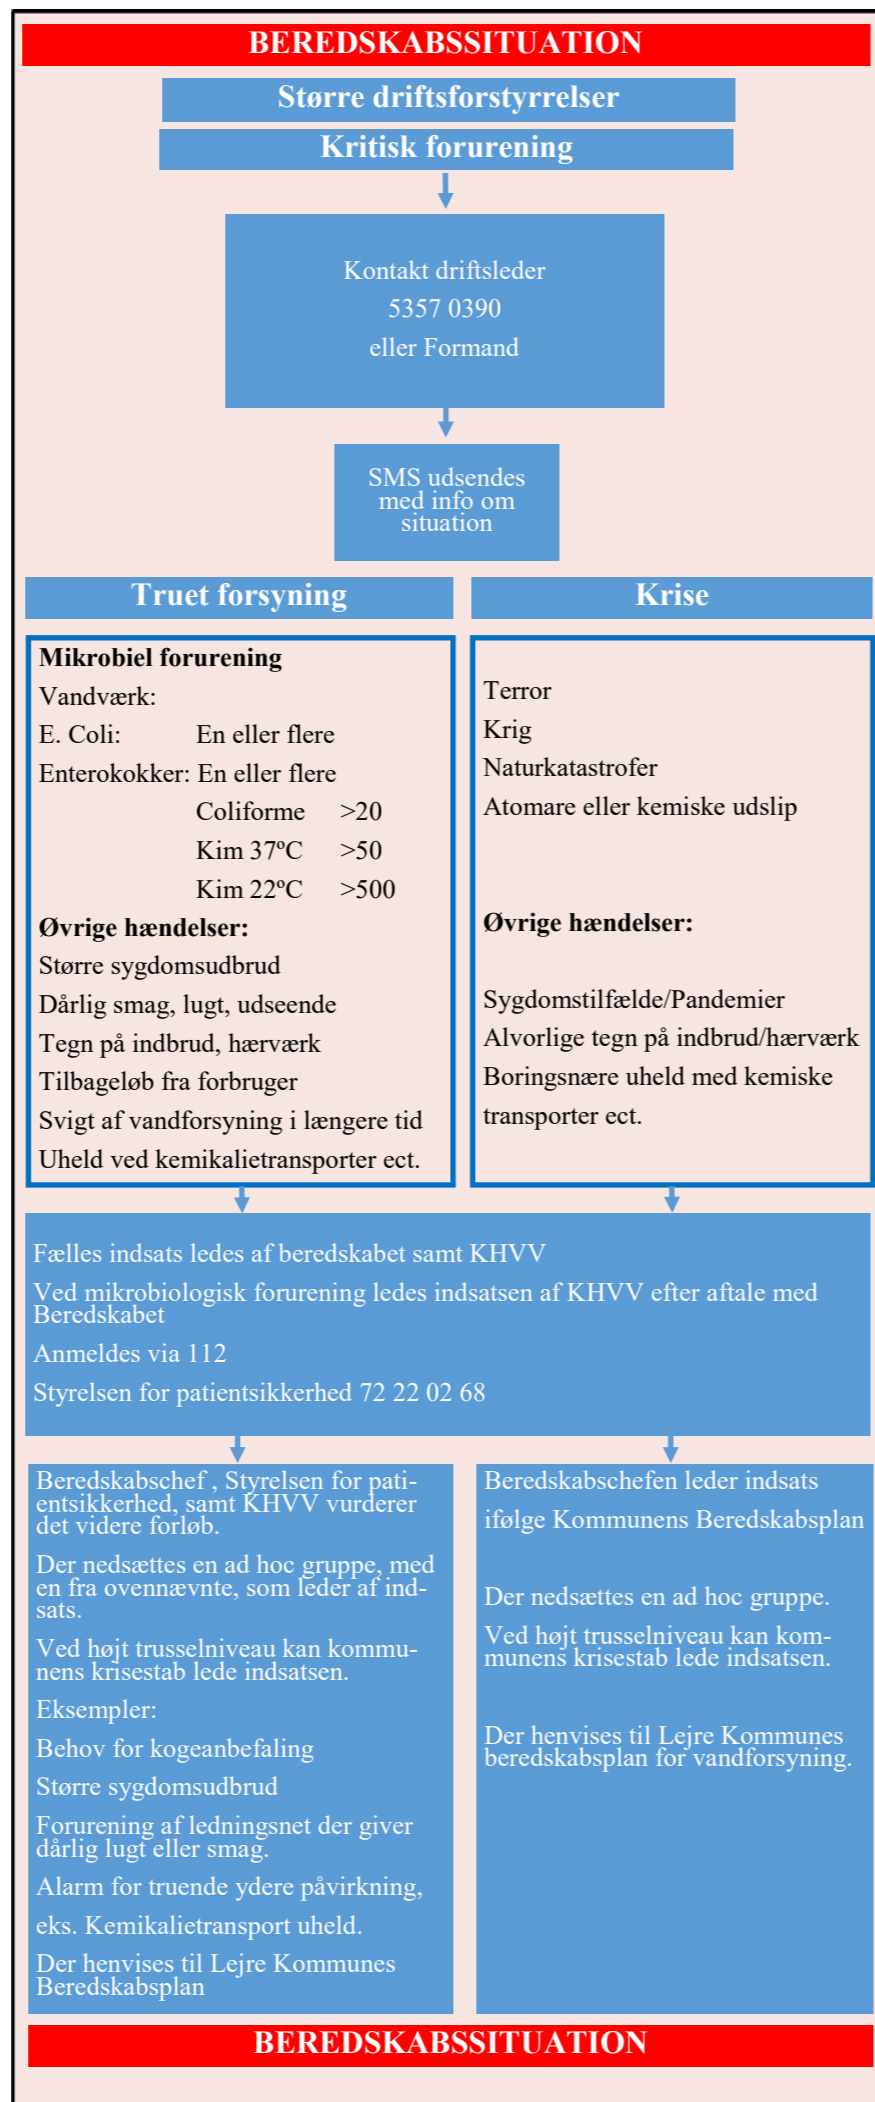 BEREDSKABSSITUATION
Større driftsforstyrrelser
Kritisk forurening
Kontakt driftsleder
5357 0390
eller Formand
SMS udsendes
med info om
situation
Truet forsyning
Mikrobiel forurening
Vandværk:
E. Coli: En eller flere
Enterokokker: En eller flere
Coliforme >20
Kim 37ºC >50
Kim 22ºC >500
Øvrige hændelser:
Større sygdomsudbrud
Dårlig smag, lugt, udseende
Tegn på indbrud, hærværk
Tilbageløb fra forbruger
Svigt af vandforsyning i længere tid
Uheld ved kemikalietransporter ect.
Krise
Terror
Krig
Naturkatastrofer
Atomare eller kemiske udslip
Øvrige hændelser:
Sygdomstilfælde/Pandemier
Alvorlige tegn på indbrud/hærværk
Boringsnære uheld med kemiske
transporter ect.
Fælles indsats ledes af beredskabet samt KHVV
Ved mikrobiologisk forurening ledes indsatsen af KHVV efter aftale med
Beredskabet
Anmeldes via 112
Styrelsen for patientsikkerhed 72 22 02 68
Beredskabschef , Styrelsen for pati-
entsikkerhed, samt KHVV vurderer
det videre forløb.
Der nedsættes en ad hoc gruppe, med
en fra ovennævnte, som leder af ind-
sats.
Ved højt trusselniveau kan kommu-
nens krisestab lede indsatsen.
Eksempler:
Behov for kogeanbefaling
Større sygdomsudbrud
Forurening af ledningsnet der giver
dårlig lugt eller smag.
Alarm for truende ydere påvirkning,
eks. Kemikalietransport uheld.
Der henvises til Lejre Kommunes
Beredskabsplan
Beredskabschefen leder indsats
ifølge Kommunens Beredskabsplan
Der nedsættes en ad hoc gruppe.
Ved højt trusselniveau kan kom-
munens krisestab lede indsatsen.
Der henvises til Lejre Kommunes
beredskabsplan for vandforsyning.
BEREDSKABSSITUATION